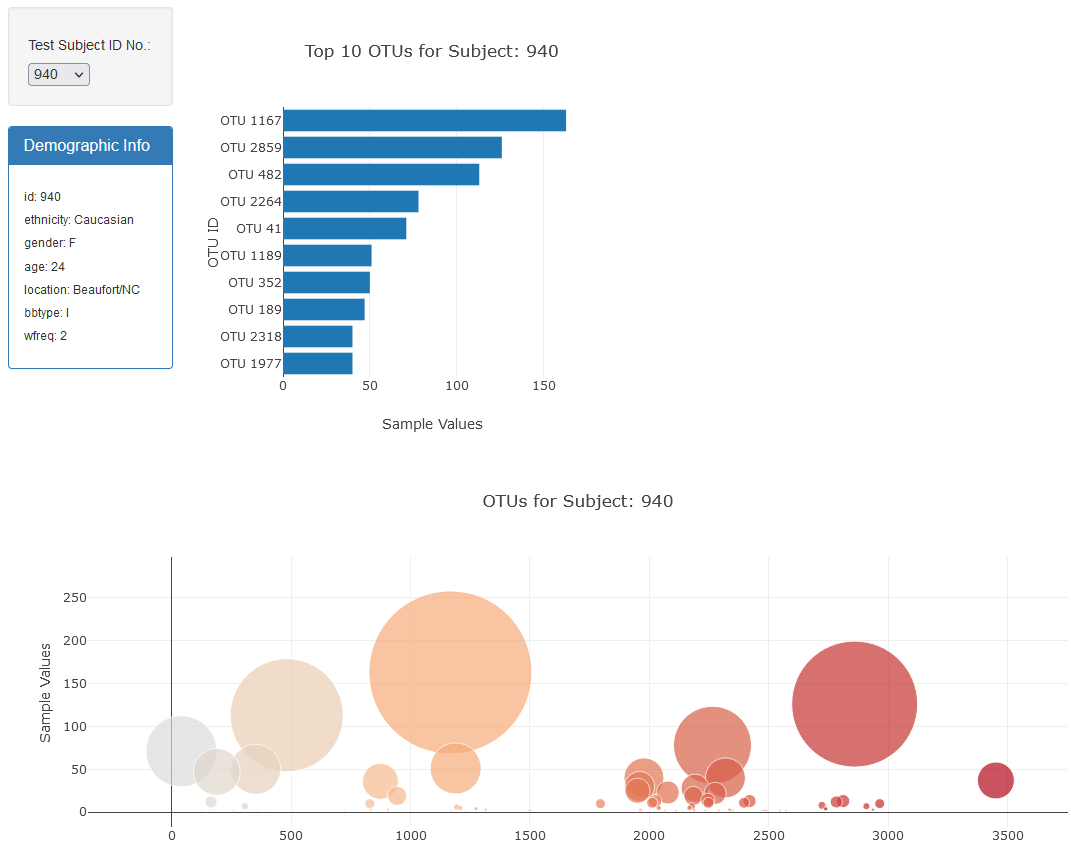 Test Subject ID No.:
940
Demographic Info
id: 940
ethnicity: Caucasian
gender: F
age: 24
location: Beaufort/NC
bbtype: I
wfreq: 2
Top 10 OTUs for Subject: 940
OTU ID
OTU 1167
OTU 2859
OTU 482
OTU 2264
OTU 41
OTU 1189
OTU 352
OTU 189
OTU 2318
OTU 1977
0 50 100 150
Sample Values
OTUs for Subject: 940
Sample Values
250
200
150
100
50
0
0 500 1000 1500 2000 2500 3000 3500